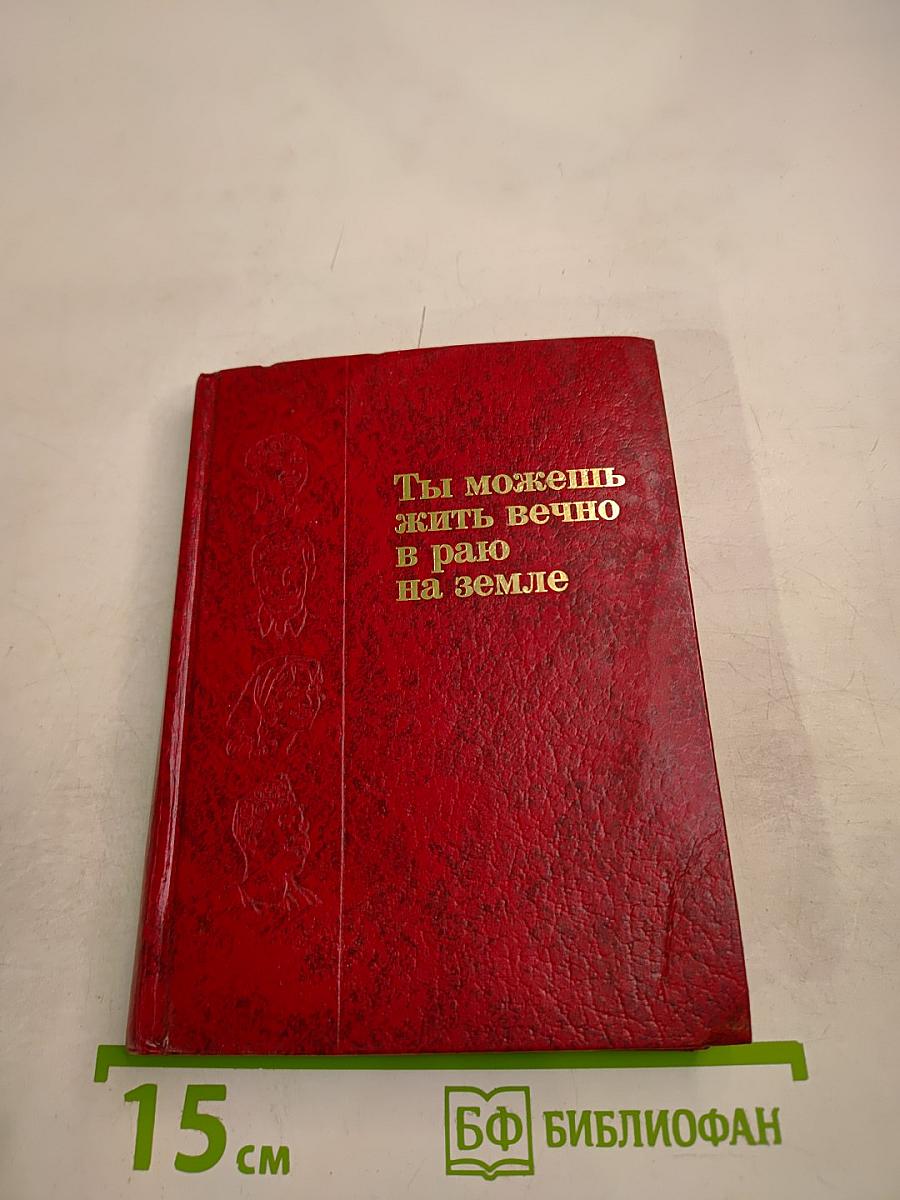 Ты можешь
жить вечно
в раю
на земле
15 см
БФ БИБЛИОФАН